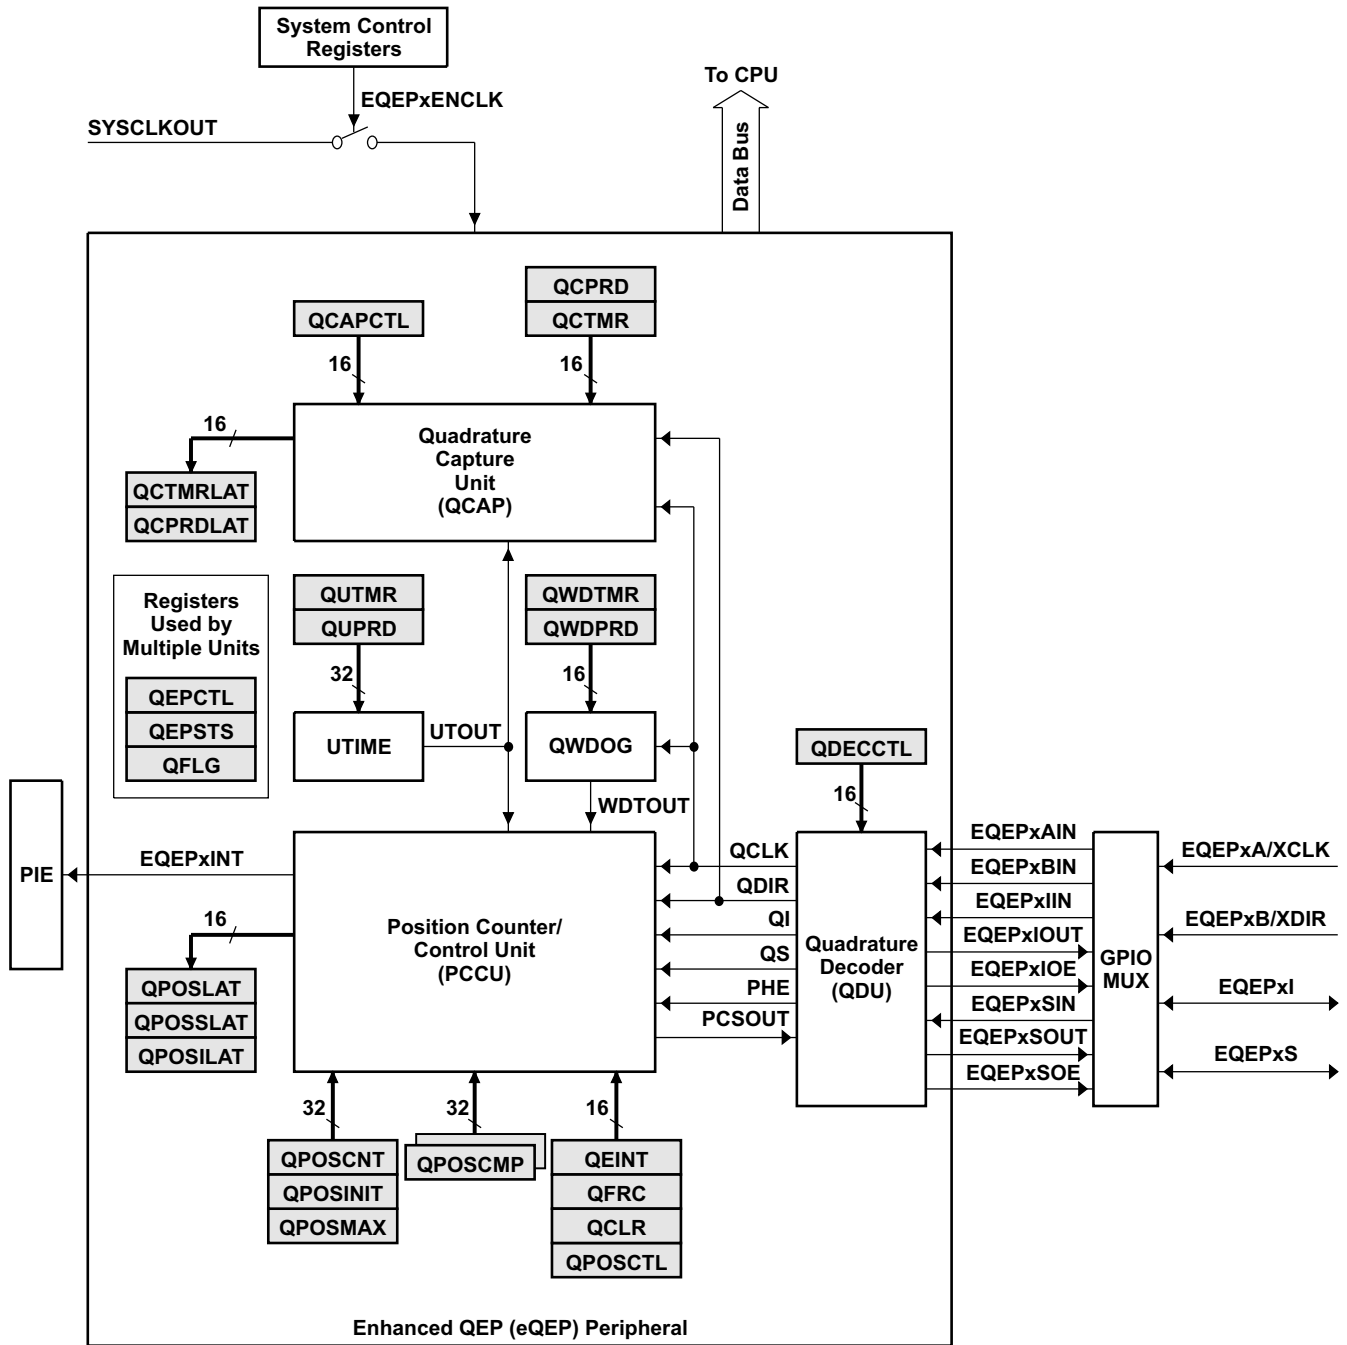 System Control
Registers
To CPU
EQEPxENCLK
SYSCLKOUT
Data Bus
QCPRD
QCAPCTL
QCTMR
16
16
16
Quadrature
Capture
Unit
(QCAP)
QCTMRLAT
QCPRDLAT
Registers
Used by
Multiple Units
QEPCTL
QEPSTS
QFLG
QUTMR
QUPRD
QWDTMR
QWDPRD
32
16
UTIME
UTOUT
QWDOG
QDECCTL
WDTOUT
16
PIE
EQEPxINT
16
Position Counter/
Control Unit
(PCCU)
QCLK
QDIR
QI
QS
PHE
PCSOUT
Quadrature
Decoder
(QDU)
EQEPxAIN
EQEPxBIN
EQEPxIIN
EQEPxIOUT
EQEPxIOE
EQEPxSIN
EQEPxSOUT
EQEPxSOE
GPIO
MUX
EQEPxA/XCLK
EQEPxB/XDIR
EQEPxI
EQEPxS
QPOSLAT
QPOSSLAT
QPOSILAT
32
32
16
QPOSCNT
QPOSINIT
QPOSMAX
QPOSCMP
QEINT
QFRC
QCLR
QPOSCTL
Enhanced QEP (eQEP) Peripheral